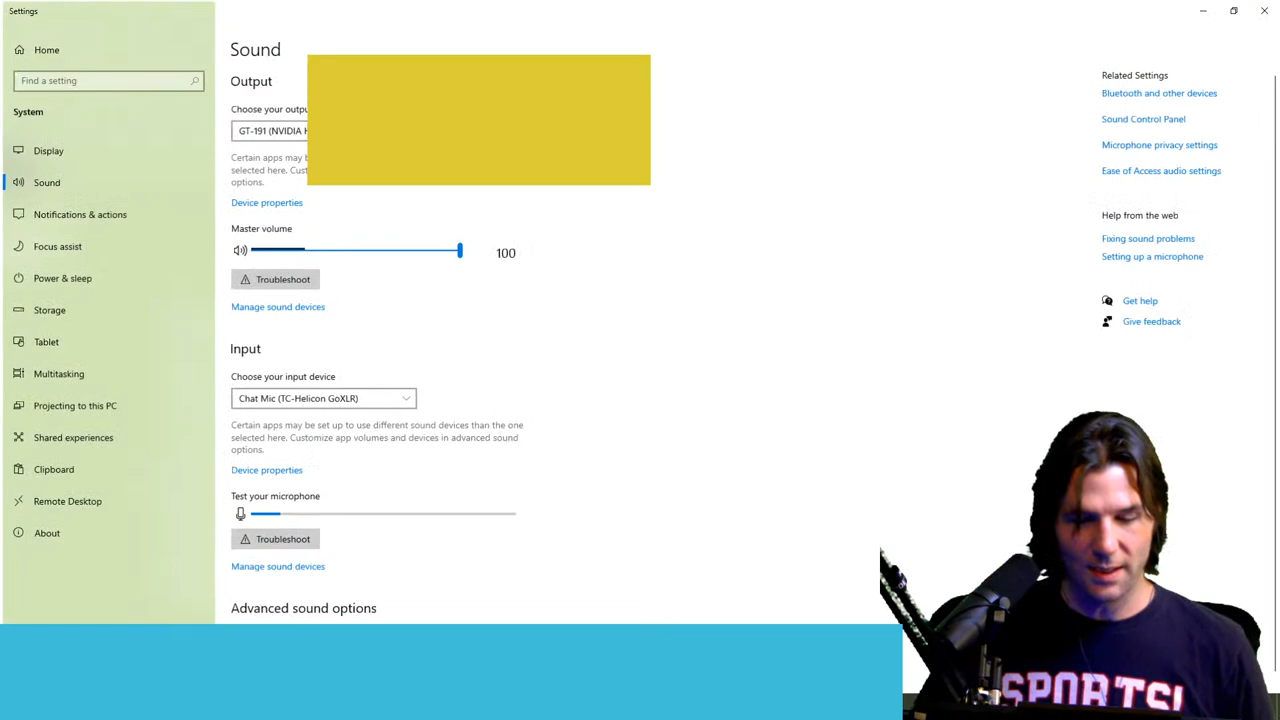 Settings
Home
Find a setting
System
Display
Sound
Notifications & actions
Focus assist
Power & sleep
Storage
Tablet
Multitasking
Projecting to this PC
Shared experiences
Clipboard
Remote Desktop
About
Sound
Output
Choose your
GT-191 (NVIDIA
Certain apps may be
selected here.
options.
Device properties
Master volume
100
Troubleshoot
Manage sound devices
Input
Choose your input device
Chat Mic (TC-Helicon GoXLR)
Certain apps may be set up to use different sound devices than the one
selected here. Customize app volumes and devices in advanced sound
options.
Device properties
Test your microphone
Troubleshoot
Manage sound devices
Advanced sound options
Related Settings
Bluetooth and other devices
Sound Control Panel
Microphone privacy settings
Ease of Access audio settings
Help from the web
Fixing sound problems
Setting up a microphone
Get help
Give feedback
SPORTS!